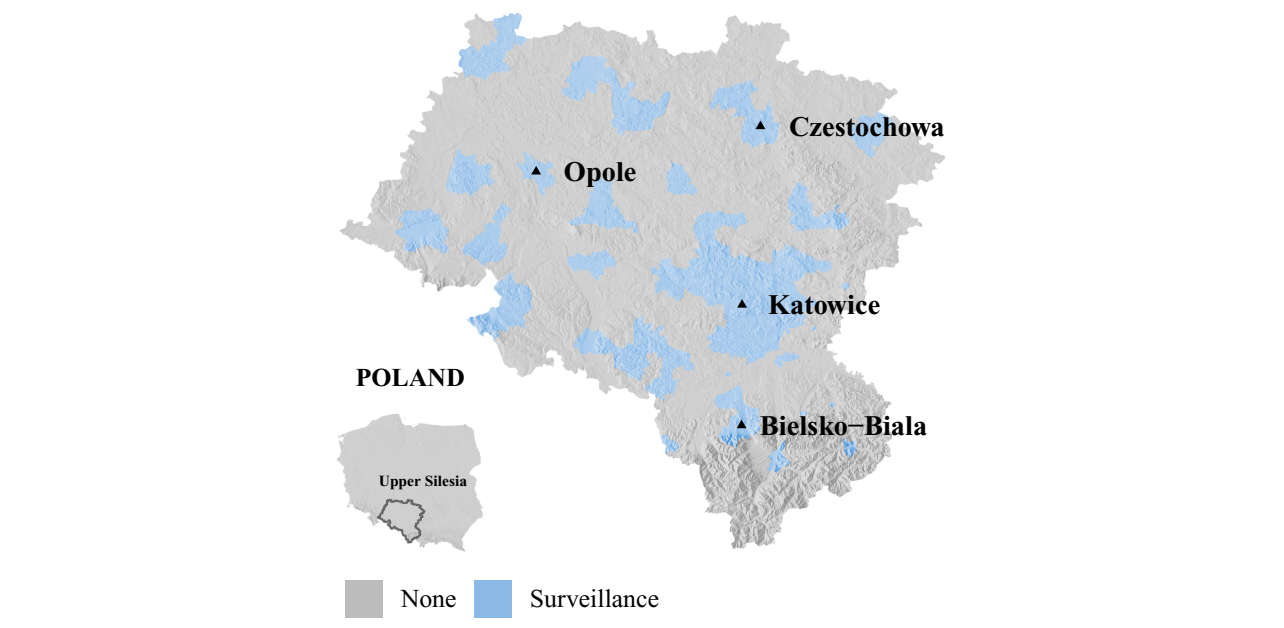 Czestochowa
Opole
Katowice
POLAND
Bielsko−Biala
Upper Silesia
None
Surveillance